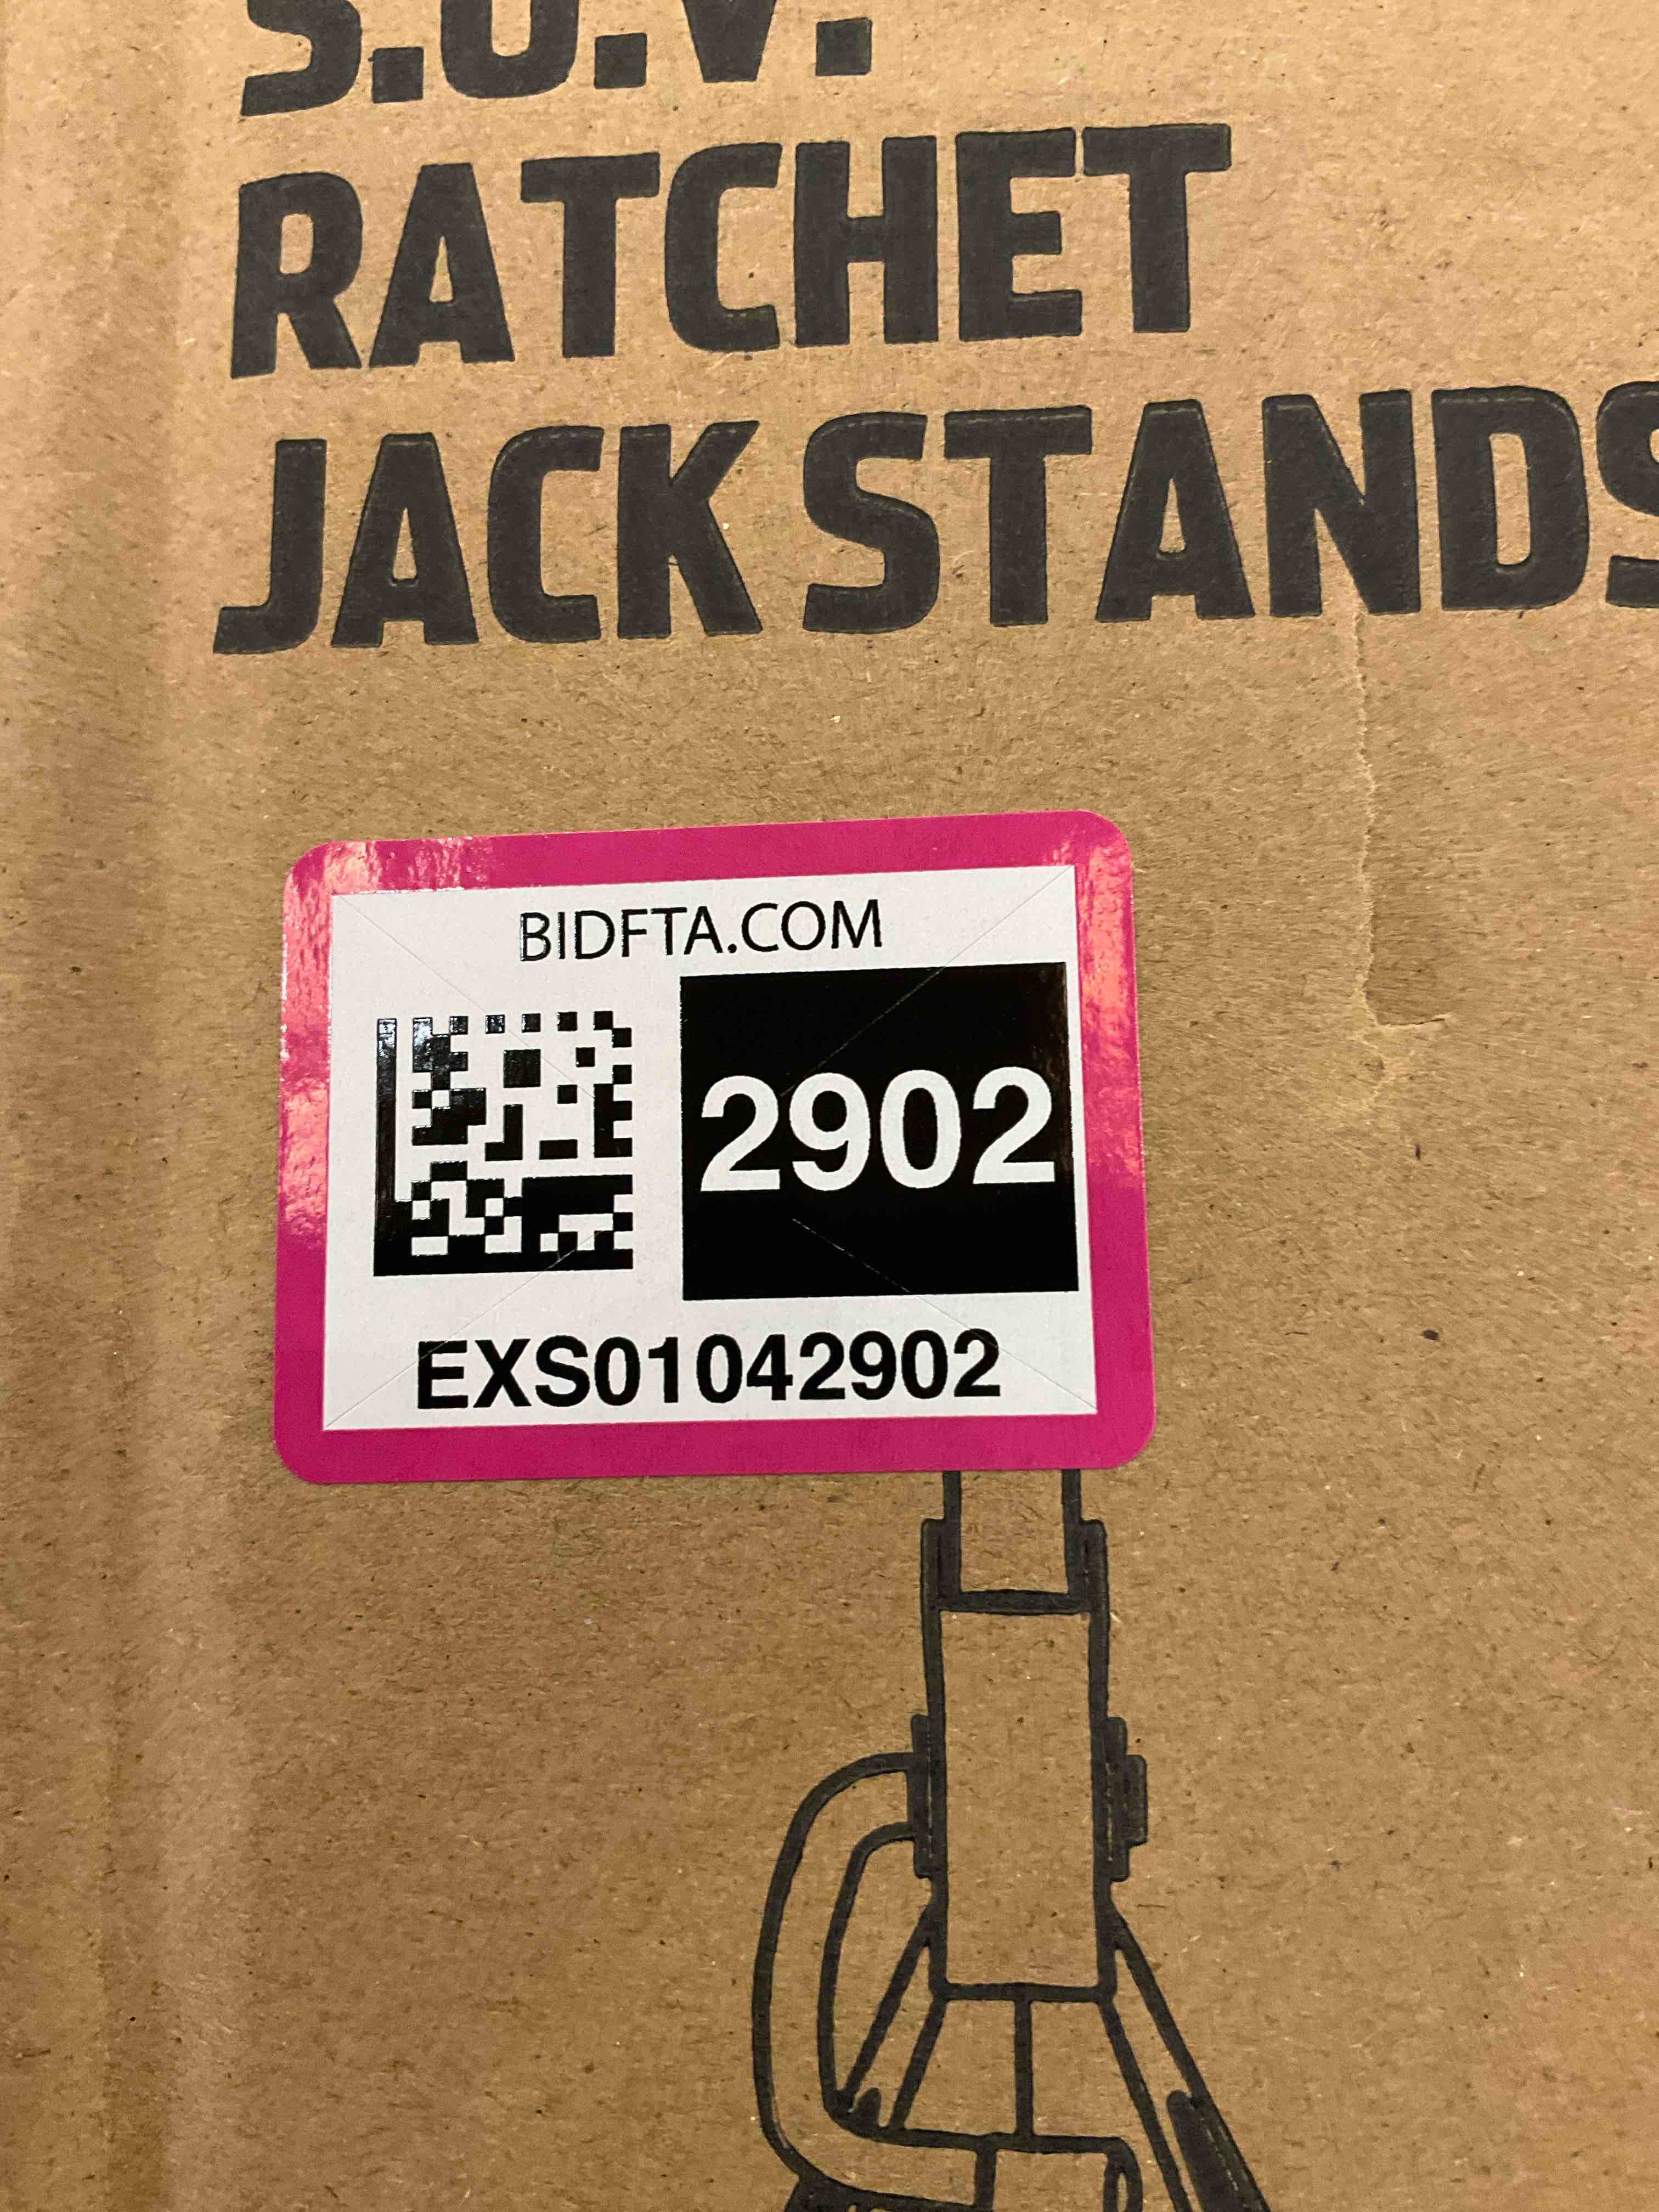 S.U.V.
RATCHET
JACK STANDS
BIDFTA.COM
2902
EXS01042902